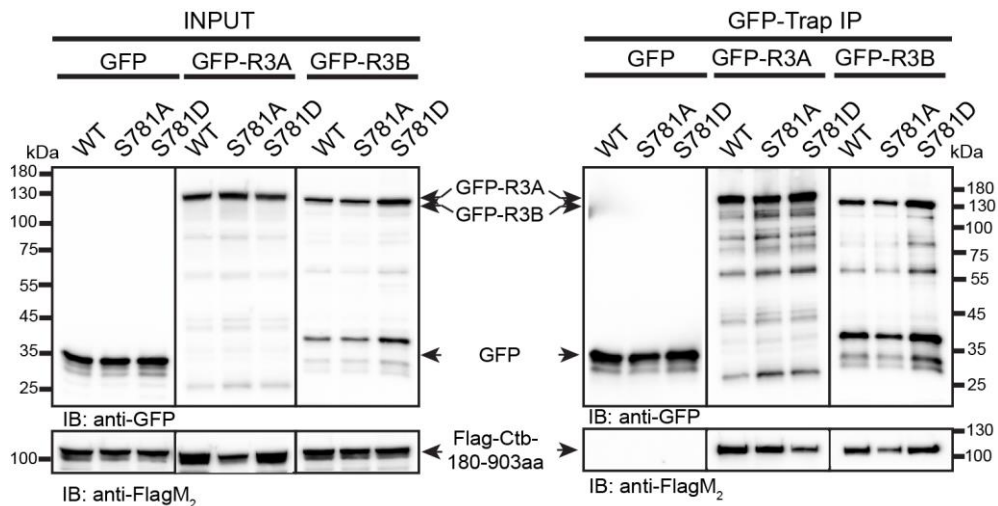 INPUT
GFP-Trap IP
GFP GFP-R3A GFP-R3B
GFP GFP-R3A GFP-R3B
WT S781A S781D WT S781A S781D WT S781A S781D
WT S781A S781D WT S781A S781D WT S781A S781D
kDa
180
130
100
75
55
45
35
25
GFP-R3A
GFP-R3B
GFP
kDa
180
130
100
75
55
45
35
25
IB: anti-GFP
IB: anti-GFP
100
Flag-Ctb-
180-903aa
130
100
IB: anti-FlagM2
IB: anti-FlagM2